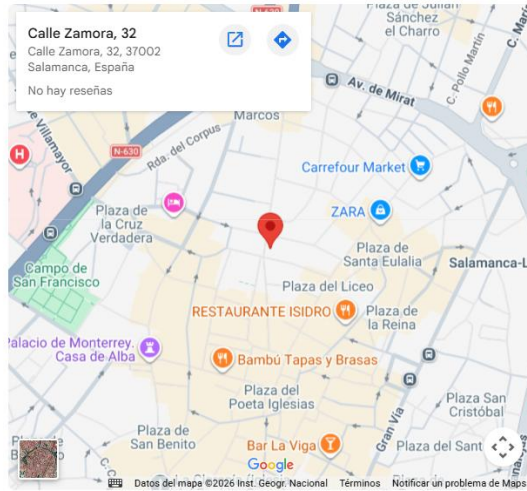 Calle Zamora, 32
Calle Zamora, 32, 37002
Salamanca, España
No hay reseñas
N-630
Plaza de Julián
Sánchez
el Charro
C. Pollo Martín
Av. de Mirat
Marcos
de Villamayor
N-630
Rda. del Corpus
H
Carrefour Market
ZARA
Plaza de
la Cruz
Verdadera
Plaza de
Santa Eulalia
Campo de
San Francisco
Salamanca-L
Plaza del Liceo
RESTAURANTE ISIDRO
Plaza de
la Reina
Palacio de Monterrey.
Casa de Alba
Bambú Tapas y Brasas
Plaza del
Poeta Iglesias
Plaza San
Cristóbal
Plaza de
San Benito
Bar La Viga
Gran Vía
Plaza del Sant
Google
Datos del mapa ©2026 Inst. Geogr. Nacional
Términos
Notificar un problema de Maps